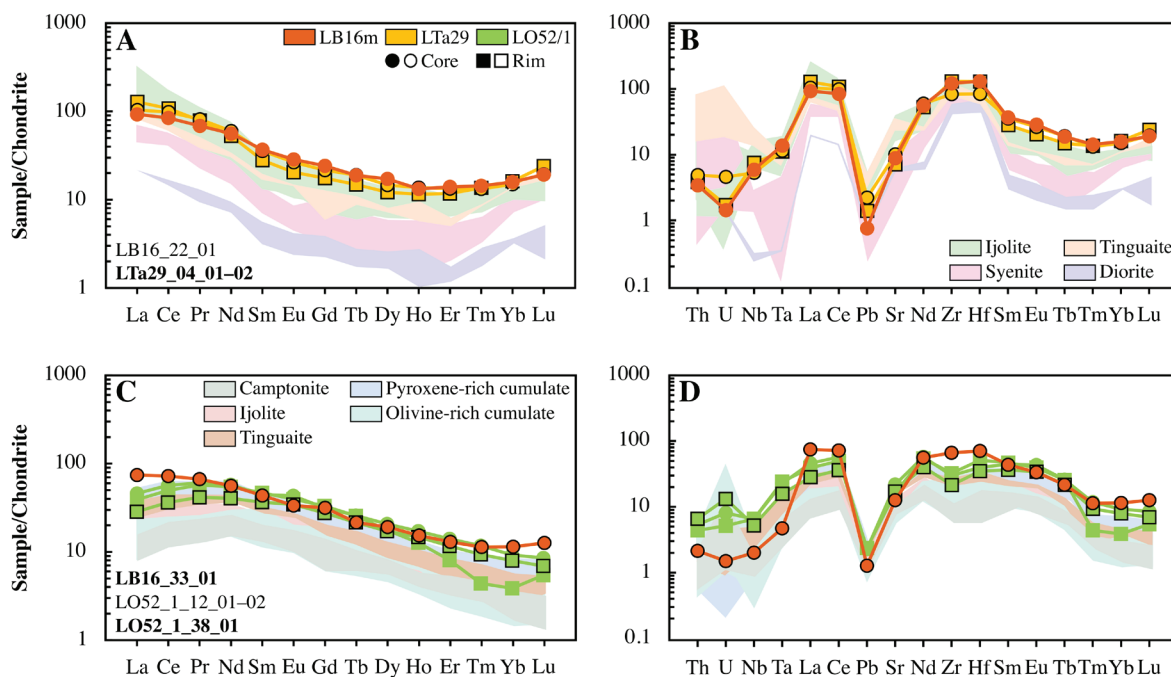 A
LB16m LTa29 LO52/1
Core Rim
Sample/Chondrite
1000
100
10
1
LB16_22_01
LTa29_04_01–02
La Ce Pr Nd Sm Eu Gd Tb Dy Ho Er Tm Yb Lu
B
1000
100
10
1
0.1
Ijolite Tinguaite
Syenite Diorite
Th U Nb Ta La Ce Pb Sr Nd Zr Hf Sm Eu Tb Tm Yb Lu
C
Camptonite Pyroxene-rich cumulate
Ijolite Olivine-rich cumulate
Tinguaite
Sample/Chondrite
1000
100
10
1
LB16_33_01
LO52_1_12_01–02
LO52_1_38_01
La Ce Pr Nd Sm Eu Gd Tb Dy Ho Er Tm Yb Lu
D
1000
100
10
1
0.1
Th U Nb Ta La Ce Pb Sr Nd Zr Hf Sm Eu Tb Tm Yb Lu